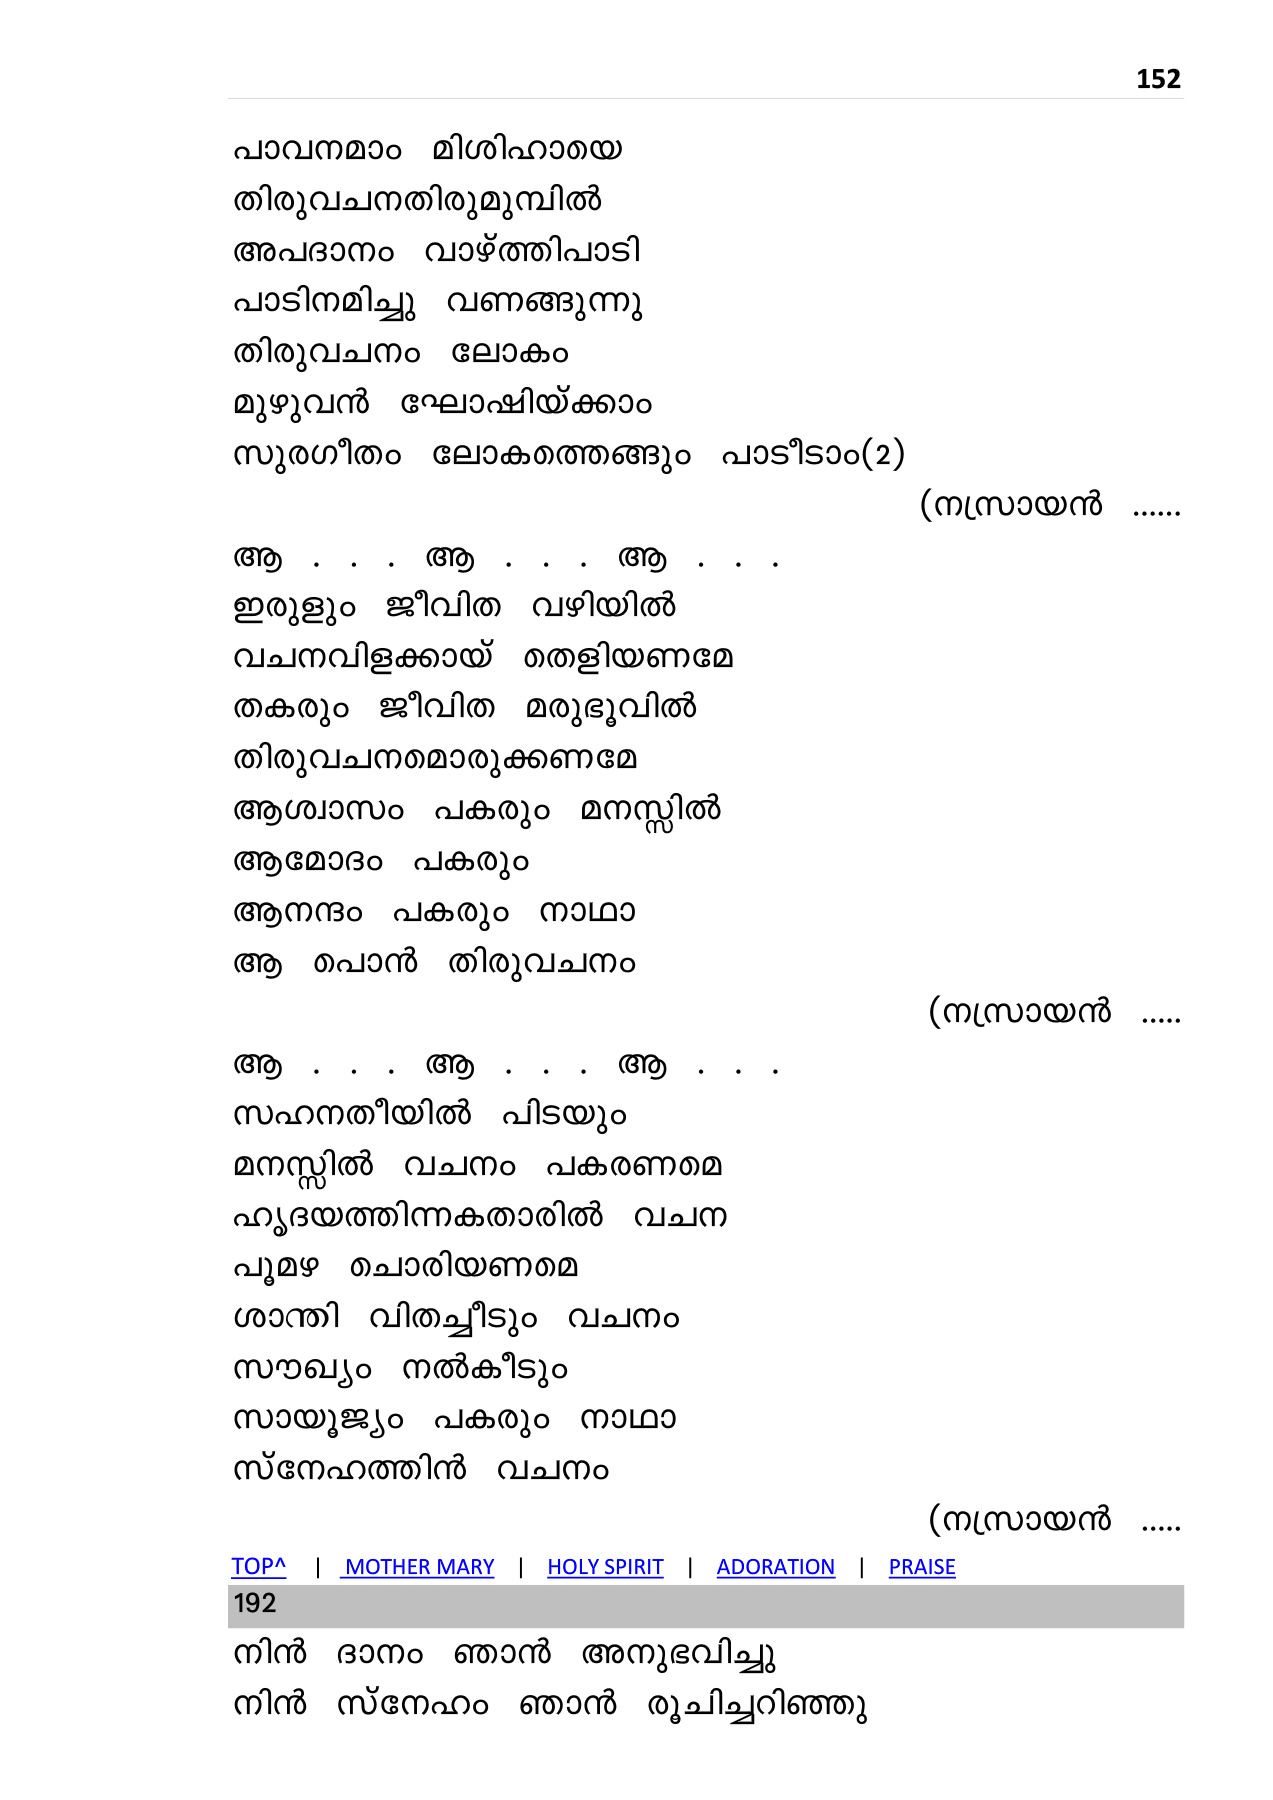 152
പാവനമാം മിശിഹായെ
തിരുവചനതിരുമുമ്പിൽ
അപദാനം വാഴ്ത്തിപാടി
പാടിനമിച്ചു വണങ്ങുന്നു
തിരുവചനം ലോകം
മുഴുവൻ ഘോഷിയ്ക്കാം
സുരഗീതം ലോകത്തെങ്ങും പാടീടാം(2)
(നസ്രായൻ ......
ആ . . . ആ . . . ആ . . .
ഇരുളും ജീവിത വഴിയിൽ
വചനവിളക്കായ് തെളിയണമേ
തകരും ജീവിത മരുഭൂവിൽ
തിരുവചനമൊരുക്കണമേ
ആശ്വാസം പകരും മനസ്സിൽ
ആമോദം പകരും
ആനന്ദം പകരും നാഥാ
ആ പൊൻ തിരുവചനം
(നസ്രായൻ .....
ആ . . . ആ . . . ആ . . .
സഹനതീയിൽ പിടയും
മനസ്സിൽ വചനം പകരണമെ
ഹൃദയത്തിന്നകതാരിൽ വചന
പൂമഴ ചൊരിയണമെ
ശാന്തി വിതച്ചീടും വചനം
സൗഖ്യം നൽകീടും
സായൂജ്യം പകരും നാഥാ
സ്നേഹത്തിൻ വചനം
(നസ്രായൻ .....
TOP^ | MOTHER MARY | HOLY SPIRIT | ADORATION | PRAISE
192
നിൻ ദാനം ഞാൻ അനുഭവിച്ചു
നിൻ സ്നേഹം ഞാൻ രൂചിച്ചറിഞ്ഞു